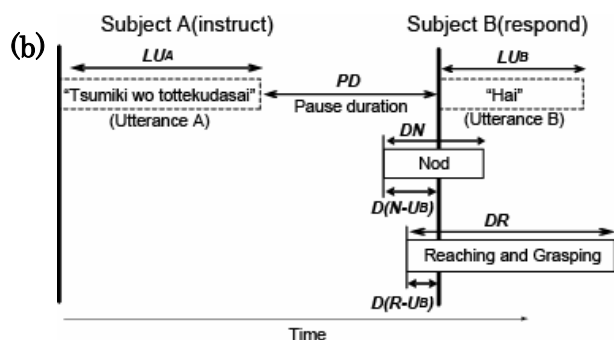 (b)
Subject A(instruct) Subject B(respond)
LUA PD LUB
"Tsumiki wo tottekudasai" "Hai"
(Utterance A) Pause duration (Utterance B)
DN
Nod
D(N-UB)
DR
Reaching and Grasping
D(R-UB)
Time